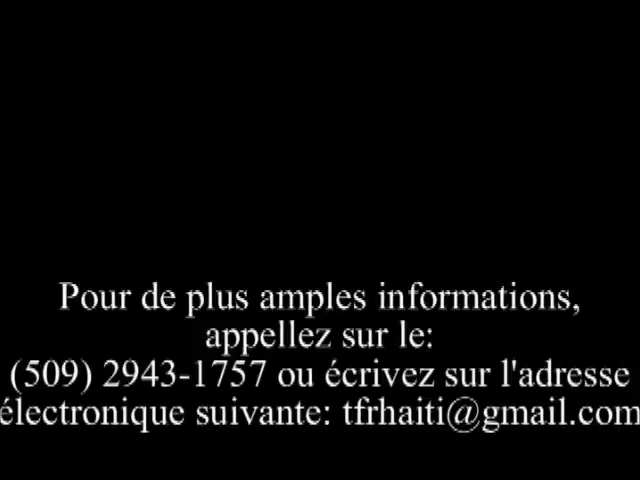 Pour de plus amples informations,
appellez sur le:
(509) 2943-1757 ou écrivez sur l'adresse
électronique suivante: tfrhaiti@gmail.com